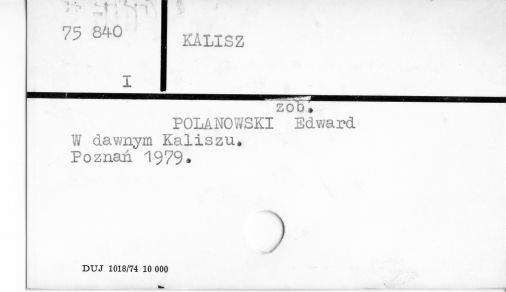 75 840
KALISZ
I
zob.
POLANOWSKI Edward
W dawnym Kaliszu.
Poznań 1979.
DUJ 1018/74 10 000